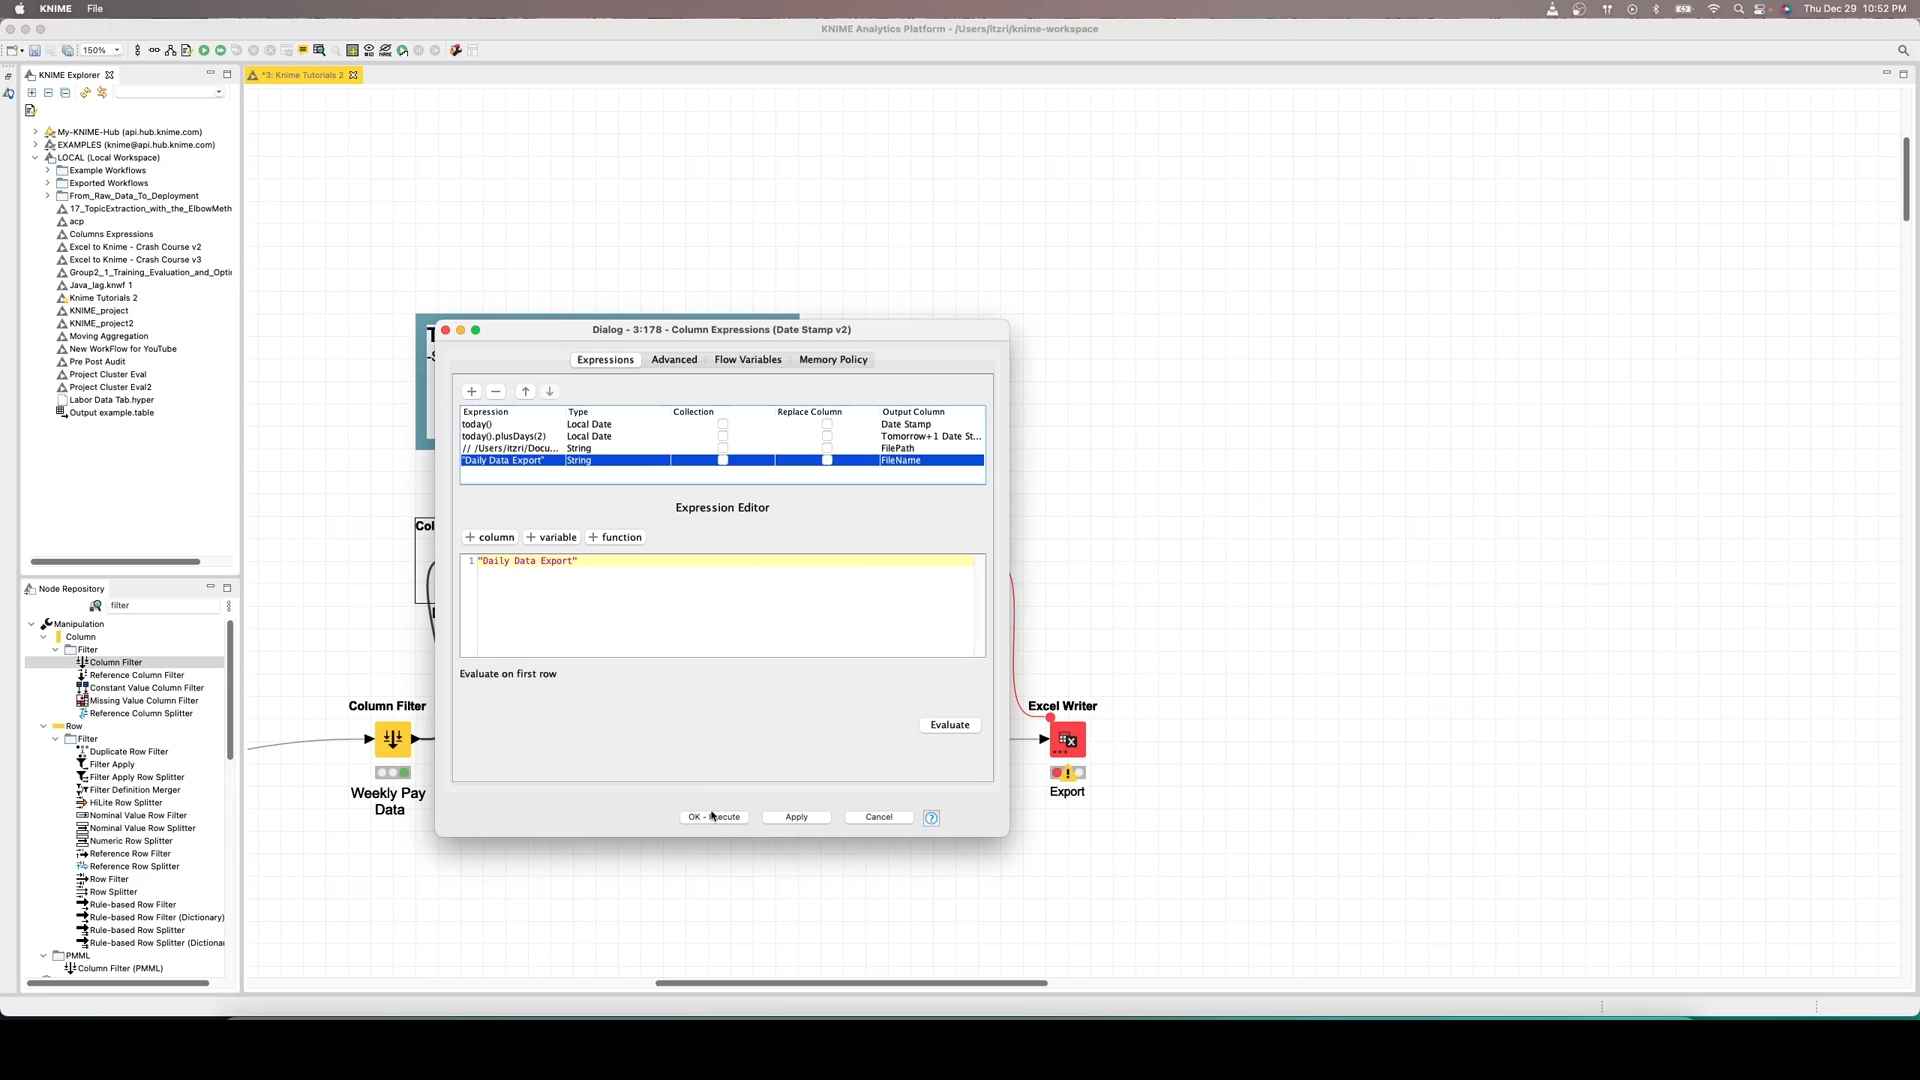 KNIME File Thu Dec 29 10:52 PM
KNIME Analytics Platform - /Users/itzri/knime-workspace
150%
KNIME Explorer
*3: Knime Tutorials 2
My-KNIME-Hub (api.hub.knime.com)
EXAMPLES (knime@api.hub.knime.com)
LOCAL (Local Workspace)
Example Workflows
Exported Workflows
From_Raw_Data_To_Deployment
17_TopicExtraction_with_the_ElbowMeth
acp
Columns Expressions
Excel to Knime - Crash Course v2
Excel to Knime - Crash Course v3
Group2_1_Training_Evaluation_and_Opti
Java_lag.knwf 1
Knime Tutorials 2
KNIME_project
KNIME_project2
Moving Aggregation
New WorkFlow for YouTube
Pre Post Audit
Project Cluster Eval
Project Cluster Eval2
Labor Data Tab.hyper
Output example.table
Node Repository
filter
Manipulation
Column
Filter
Column Filter
Reference Column Filter
Constant Value Column Filter
Missing Value Column Filter
Reference Column Splitter
Row
Filter
Duplicate Row Filter
Filter Apply
Filter Apply Row Splitter
Filter Definition Merger
HiLite Row Splitter
Nominal Value Row Filter
Nominal Value Row Splitter
Numeric Row Splitter
Reference Row Filter
Reference Row Splitter
Row Filter
Row Splitter
Rule-based Row Filter
Rule-based Row Filter (Dictionary)
Rule-based Row Splitter
Rule-based Row Splitter (Dictiona
PMML
Column Filter (PMML)
Col
Column Filter
Weekly Pay
Data
Dialog - 3:178 - Column Expressions (Date Stamp v2)
Expressions Advanced Flow Variables Memory Policy
Expression Type Collection Replace Column Output Column
today() Local Date Date Stamp
today().plusDays(2) Local Date Tomorrow+1 Date St...
// /Users/itzri/Docu... String FilePath
"Daily Data Export" String FileName
Expression Editor
+ column + variable + function
1 "Daily Data Export"
Evaluate on first row
Evaluate
Apply Cancel ?
Excel Writer
Export